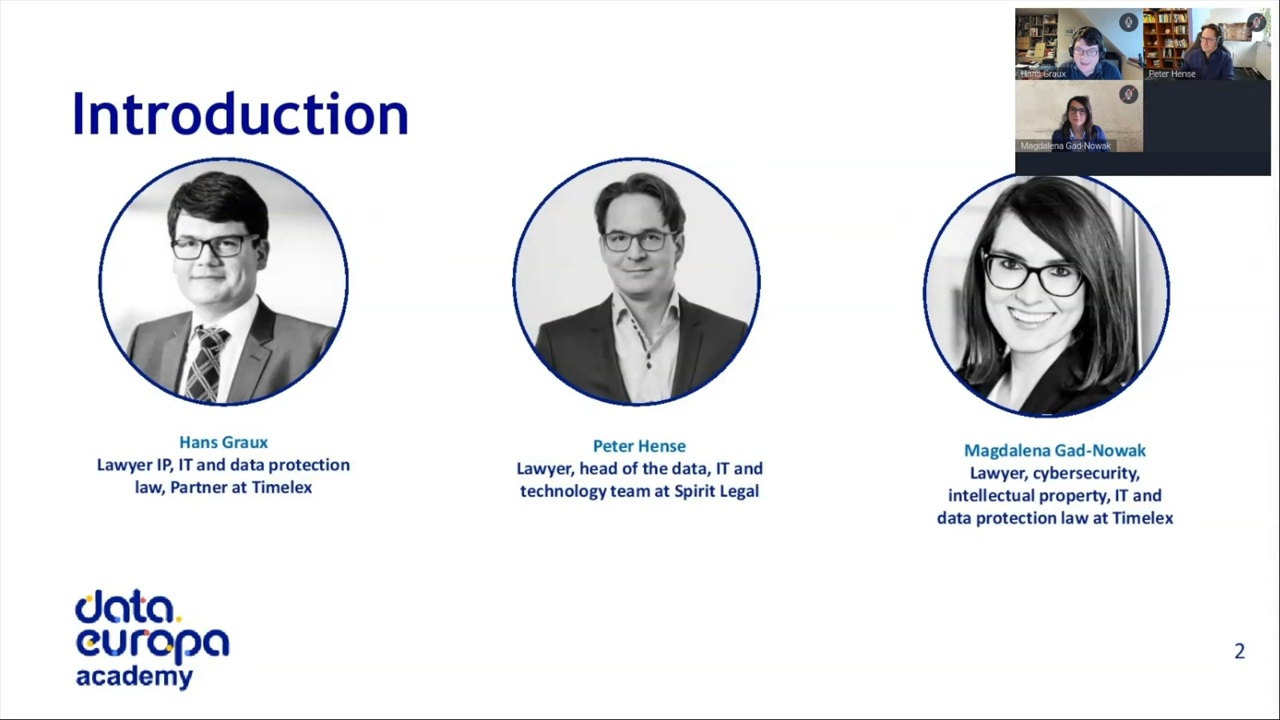 Introduction
Hans Graux
Peter Hense
Magdalena Gad-Nowak
Hans Graux
Lawyer IP, IT and data protection
law, Partner at Timelex
Peter Hense
Lawyer, head of the data, IT and
technology team at Spirit Legal
Magdalena Gad-Nowak
Lawyer, cybersecurity,
intellectual property, IT and
data protection law at Timelex
data.
europa
academy
2